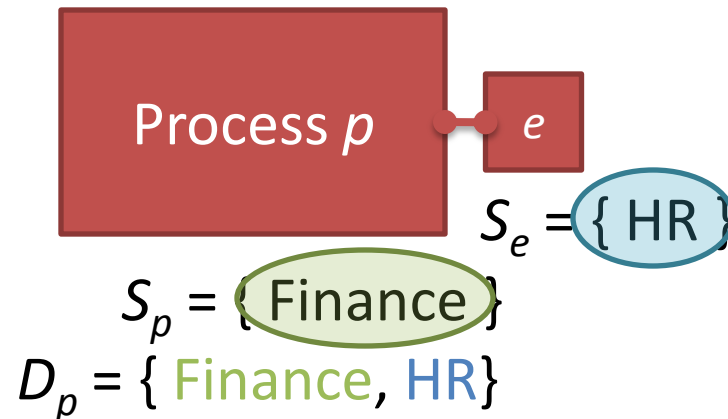 Process p
e
Sₑ = { HR }
Sₚ = { Finance }
Dₚ = { Finance, HR}